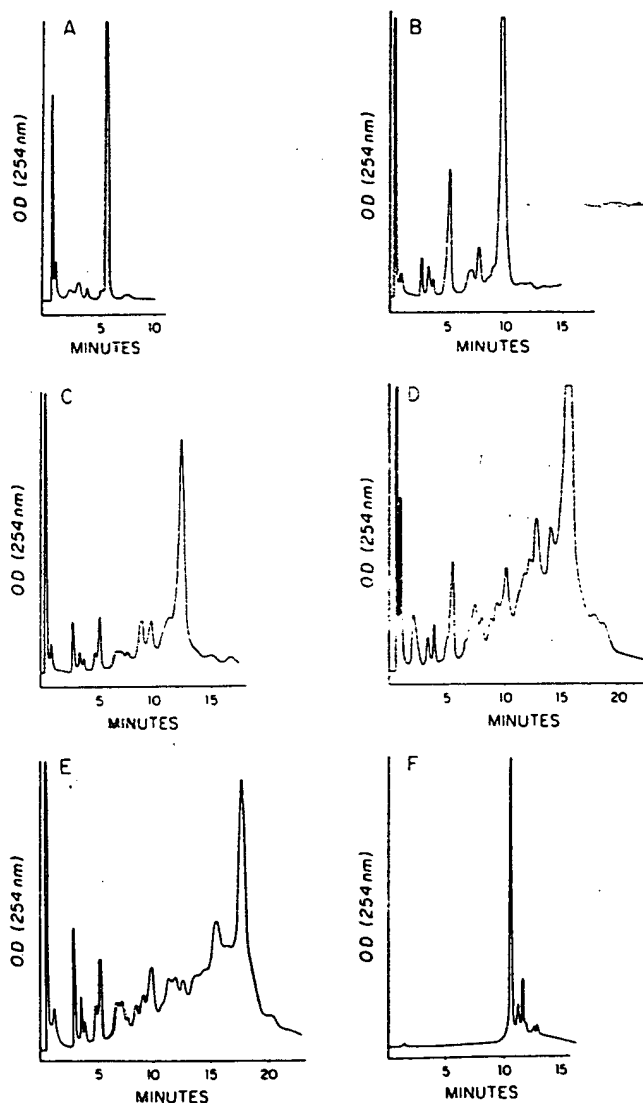 A
OD (254 nm)
5 10
MINUTES
B
OD (254 nm)
5 10 15
MINUTES
C
OD (254 nm)
5 10 15
MINUTES
D
OD (254 nm)
5 10 15 20
MINUTES
E
OD (254 nm)
5 10 15 20
MINUTES
F
OD (254 nm)
5 10 15
MINUTES